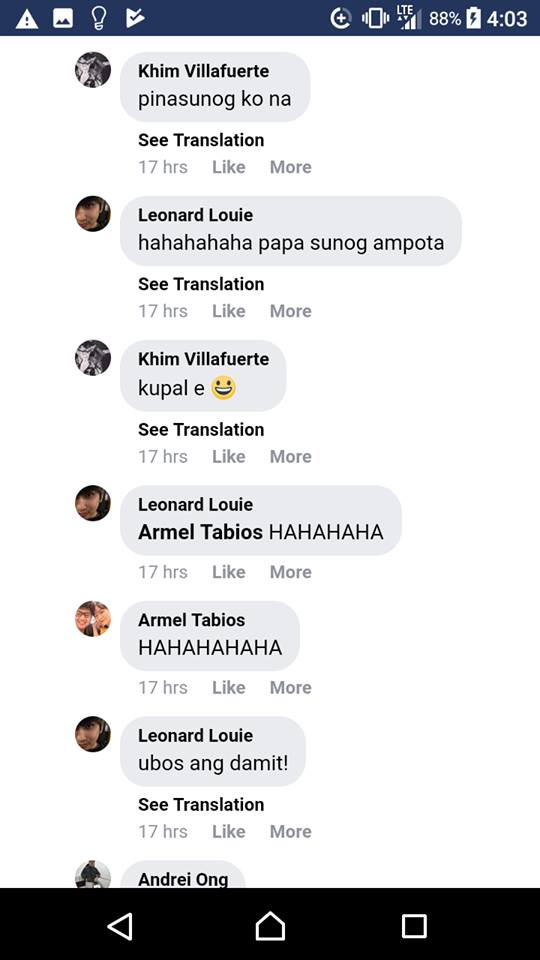 LTE 88% 4:03
Khim Villafuerte
pinasunog ko na
See Translation
17 hrs Like More
Leonard Louie
hahahahaha papa sunog ampota
See Translation
17 hrs Like More
Khim Villafuerte
kupal e 😃
See Translation
17 hrs Like More
Leonard Louie
Armel Tabios HAHAHAHA
17 hrs Like More
Armel Tabios
HAHAHAHAHA
17 hrs Like More
Leonard Louie
ubos ang damit!
See Translation
17 hrs Like More
Andrei Ong